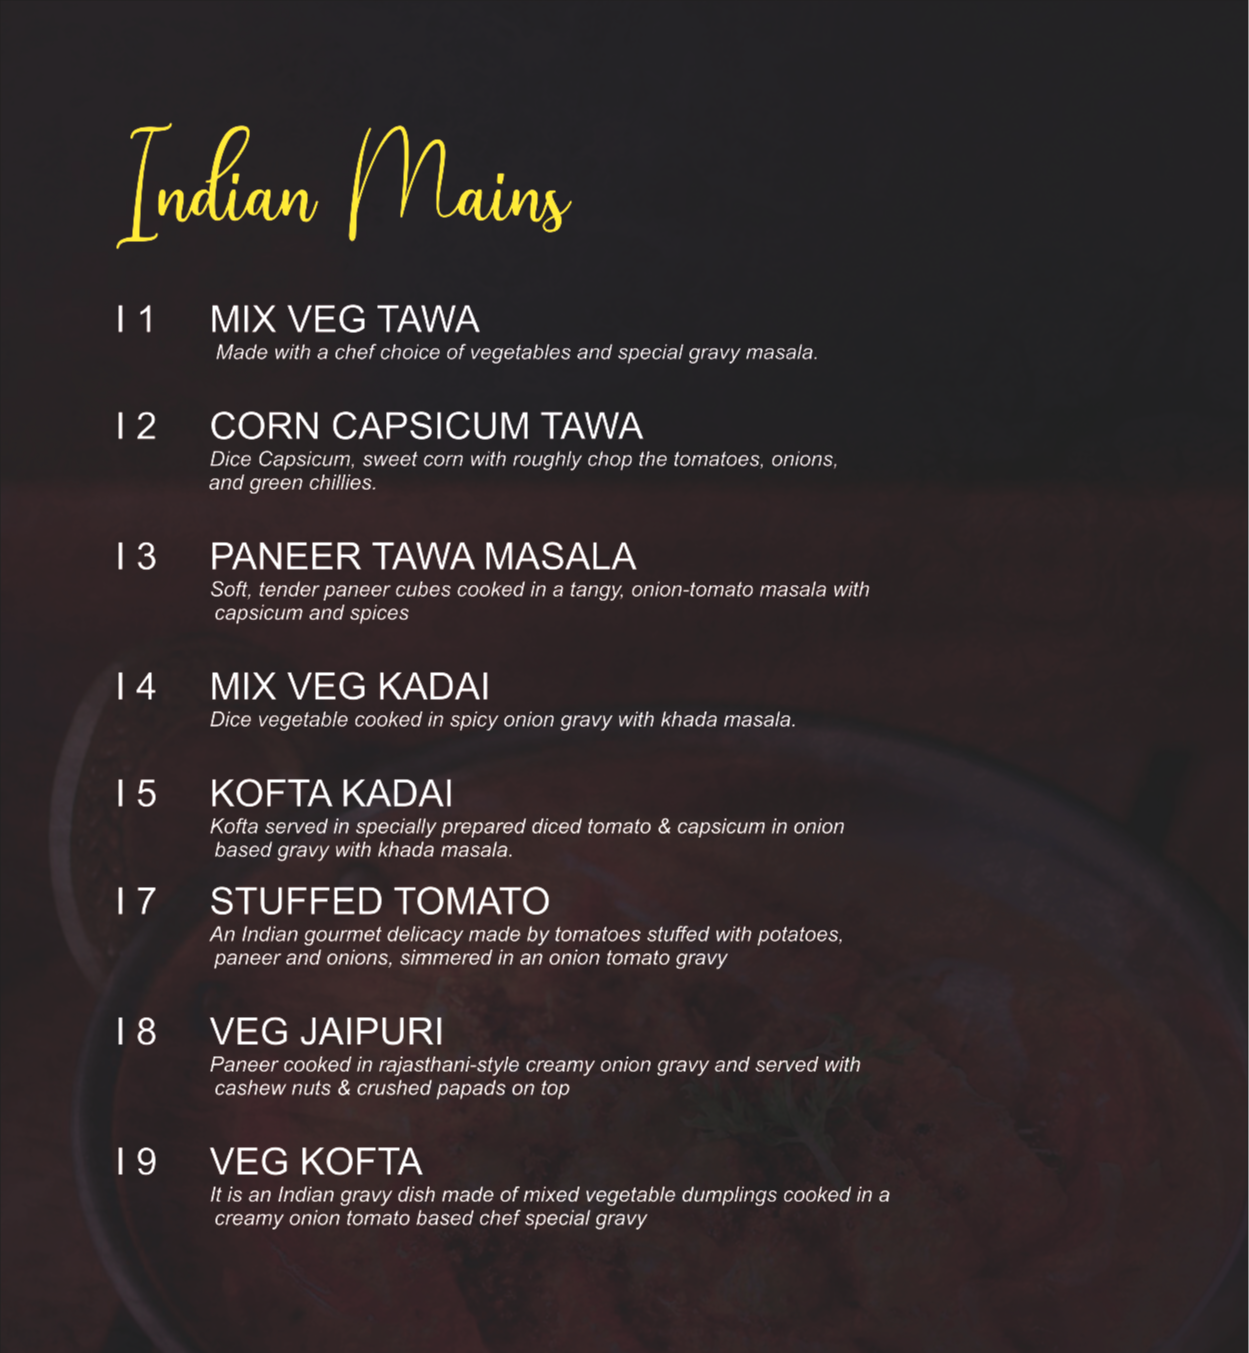 Indian Mains
I 1 MIX VEG TAWA
Made with a chef choice of vegetables and special gravy masala.
I 2 CORN CAPSICUM TAWA
Dice Capsicum, sweet corn with roughly chop the tomatoes, onions,
and green chillies.
I 3 PANEER TAWA MASALA
Soft, tender paneer cubes cooked in a tangy, onion-tomato masala with
capsicum and spices
I 4 MIX VEG KADAI
Dice vegetable cooked in spicy onion gravy with khada masala.
I 5 KOFTA KADAI
Kofta served in specially prepared diced tomato & capsicum in onion
based gravy with khada masala.
I 7 STUFFED TOMATO
An Indian gourmet delicacy made by tomatoes stuffed with potatoes,
paneer and onions, simmered in an onion tomato gravy
I 8 VEG JAIPURI
Paneer cooked in rajasthani-style creamy onion gravy and served with
cashew nuts & crushed papads on top
I 9 VEG KOFTA
It is an Indian gravy dish made of mixed vegetable dumplings cooked in a
creamy onion tomato based chef special gravy